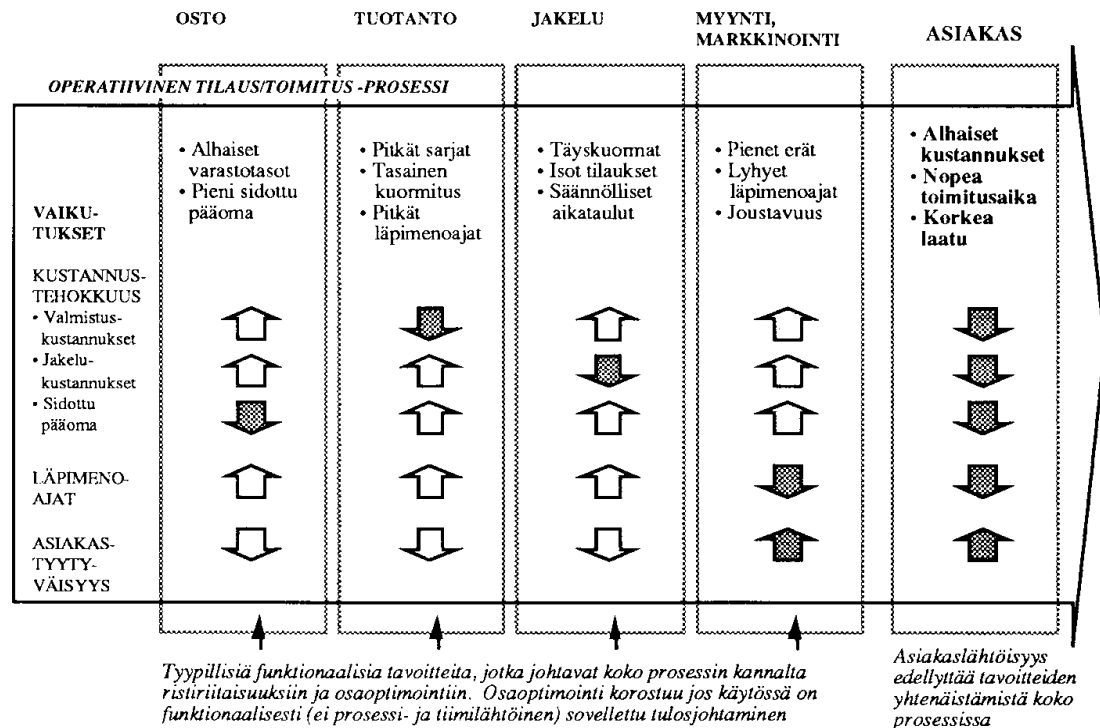 OSTO
TUOTANTO
JAKELU
MYYNTI,
MARKKINOINTI
ASIAKAS
OPERATIIVINEN TILAUS/TOIMITUS -PROSESSI
VAIKU-
TUKSET
• Alhaiset
varastotasot
• Pieni sidottu
pääoma
• Pitkät sarjat
• Tasainen
kuormitus
• Pitkät
läpimenoajat
• Täyskuormat
• Isot tilaukset
• Säännölliset
aikataulut
• Pienet erät
• Lyhyet
läpimenoajat
• Joustavuus
• Alhaiset
kustannukset
• Nopea
toimitusaika
• Korkea
laatu
KUSTANNUS-
TEHOKKUUS
• Valmistus-
kustannukset
• Jakelu-
kustannukset
• Sidottu
pääoma
LÄPIMENO-
AJAT
ASIAKAS-
TYYTY-
VÄISYYS
Tyypillisiä funktionaalisia tavoitteita, jotka johtavat koko prosessin kannalta
ristiriitaisuuksiin ja osaoptimointiin. Osaoptimointi korostuu jos käytössä on
funktionaalisesti (ei prosessi- ja tiimilähtöinen) sovellettu tulosjohtaminen
Asiakaslähtöisyys
edellyttää tavoitteiden
yhtenäistämistä koko
prosessissa